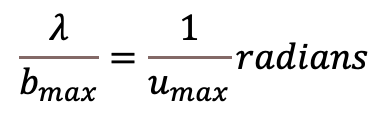 λ / b_max = 1 / u_max radians